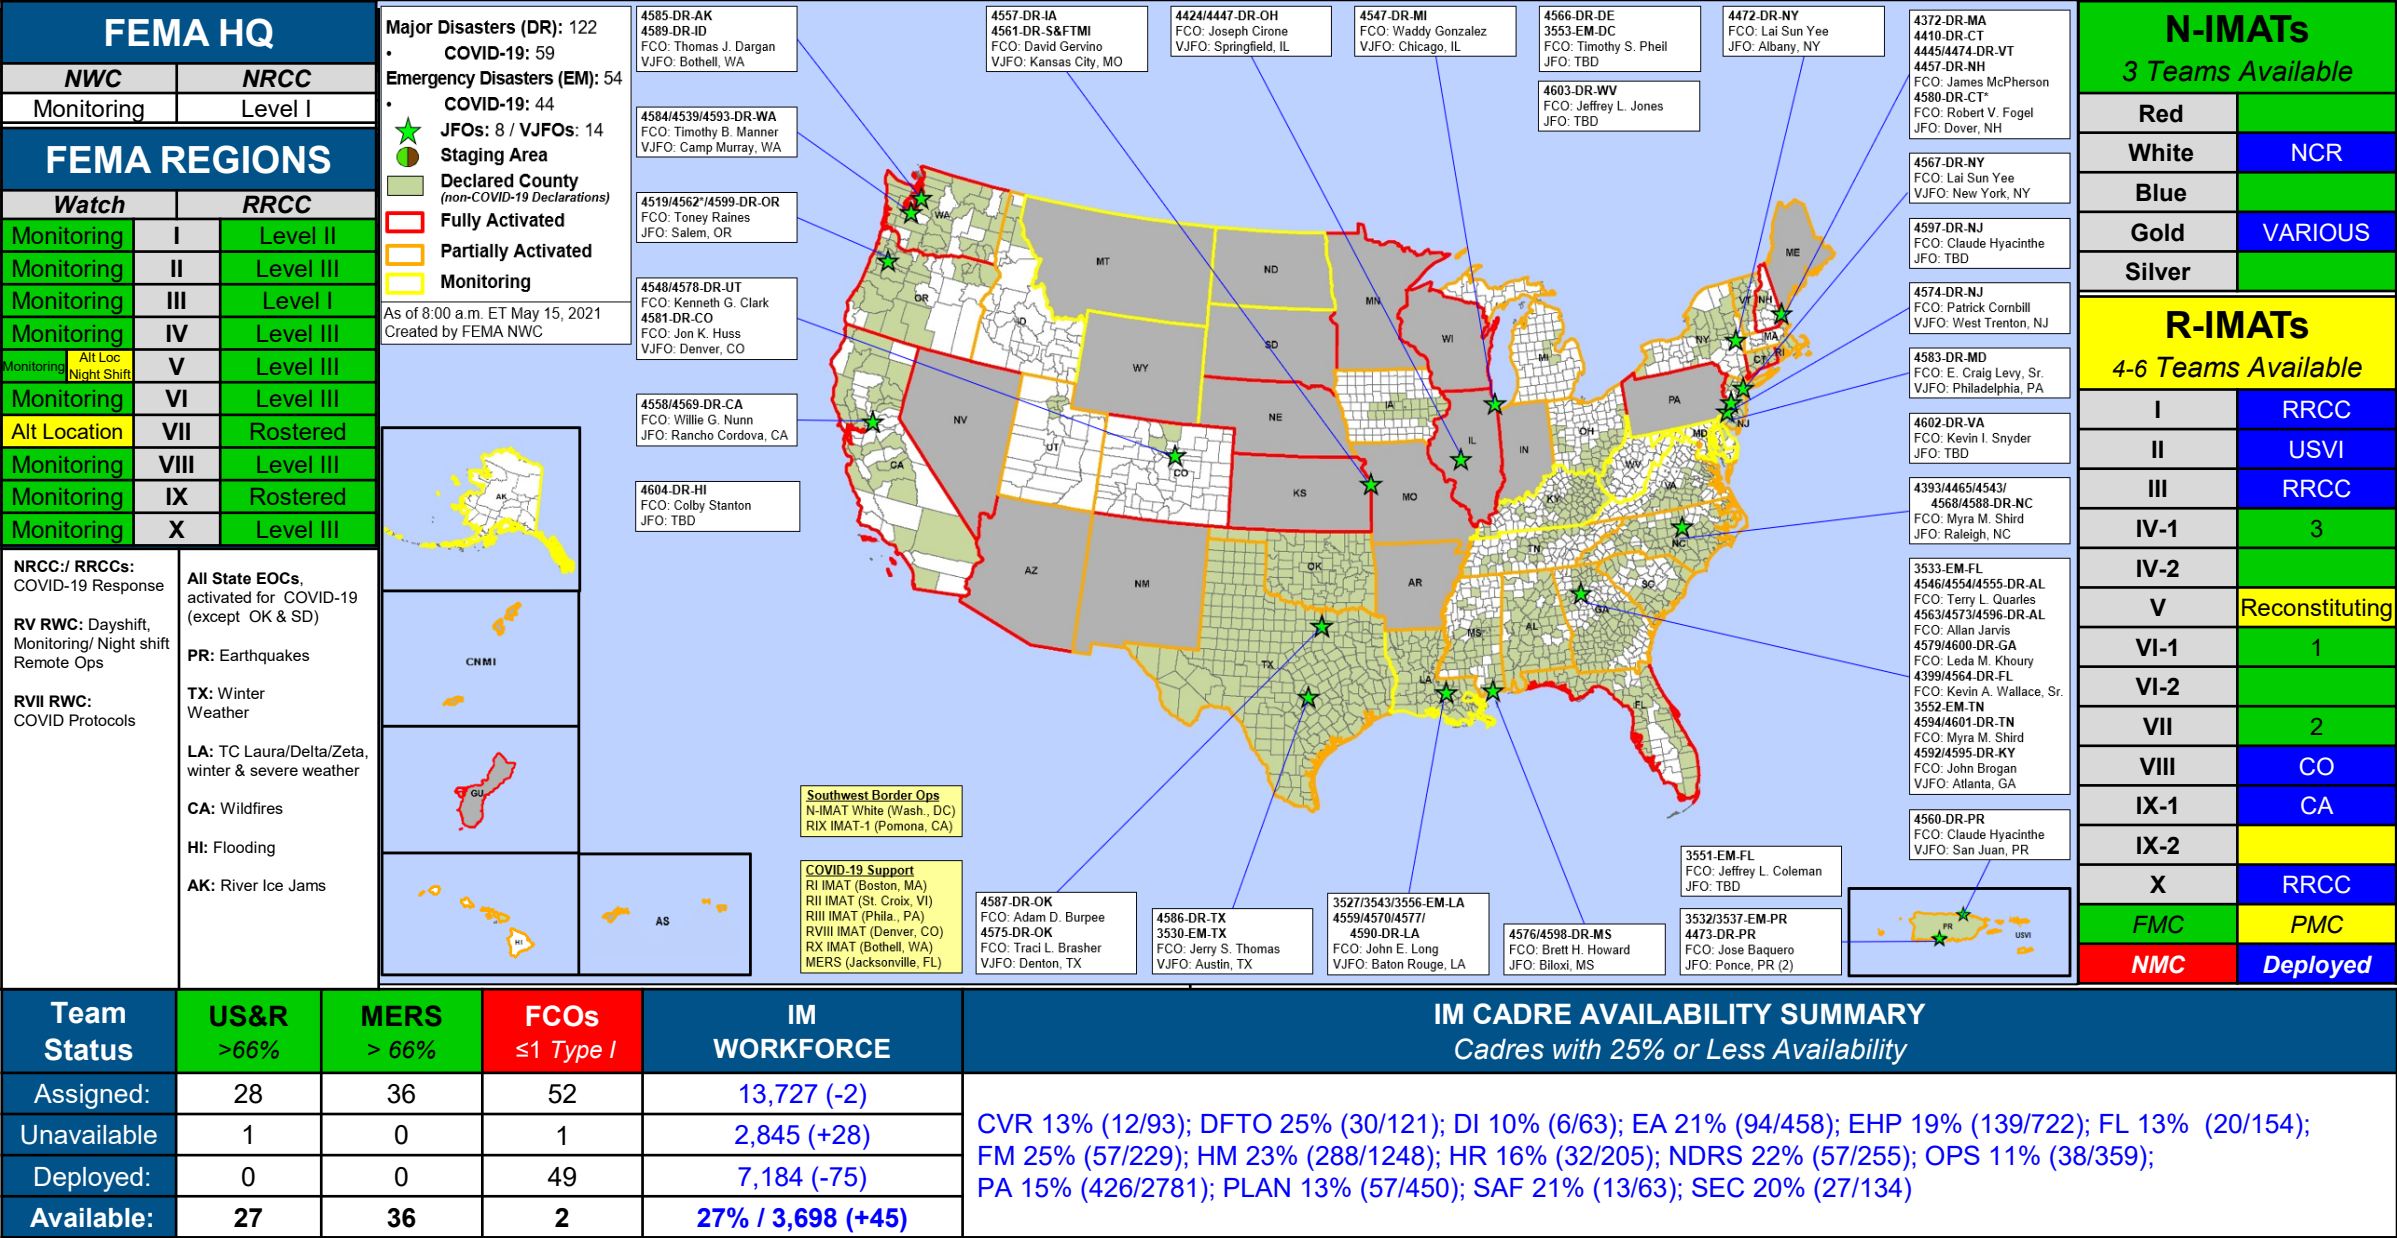 FEMA HQ
NWC NRCC
Monitoring Level I
FEMA REGIONS
Watch RRCC
Monitoring I Level II
Monitoring II Level III
Monitoring III Level I
Monitoring IV Level III
Monitoring Alt Loc Night Shift V Level III
Monitoring VI Level III
Alt Location VII Rostered
Monitoring VIII Level III
Monitoring IX Rostered
Monitoring X Level III
NRCC:/ RRCCs:
COVID-19 Response
RV RWC: Dayshift,
Monitoring/ Night shift
Remote Ops
RVII RWC:
COVID Protocols
All State EOCs,
activated for COVID-19
(except OK & SD)
PR: Earthquakes
TX: Winter
Weather
LA: TC Laura/Delta/Zeta,
winter & severe weather
CA: Wildfires
HI: Flooding
AK: River Ice Jams
Major Disasters (DR): 122
• COVID-19: 59
Emergency Disasters (EM): 54
• COVID-19: 44
JFOs: 8 / VJFOs: 14
Staging Area
Declared County
(non-COVID-19 Declarations)
Fully Activated
Partially Activated
Monitoring
As of 8:00 a.m. ET May 15, 2021
Created by FEMA NWC
4585-DR-AK
4589-DR-ID
FCO: Thomas J. Dargan
VJFO: Bothell, WA
4584/4539/4593-DR-WA
FCO: Timothy B. Manner
VJFO: Camp Murray, WA
4519/4562*/4599-DR-OR
FCO: Toney Raines
JFO: Salem, OR
4548/4578-DR-UT
FCO: Kenneth G. Clark
4581-DR-CO
FCO: Jon K. Huss
VJFO: Denver, CO
4558/4569-DR-CA
FCO: Willie G. Nunn
JFO: Rancho Cordova, CA
4604-DR-HI
FCO: Colby Stanton
JFO: TBD
4557-DR-IA
4561-DR-S&FTMI
FCO: David Gervino
VJFO: Kansas City, MO
4424/4447-DR-OH
FCO: Joseph Cirone
VJFO: Springfield, IL
4547-DR-MI
FCO: Waddy Gonzalez
VJFO: Chicago, IL
4566-DR-DE
3553-EM-DC
FCO: Timothy S. Pheil
JFO: TBD
4603-DR-WV
FCO: Jeffrey L. Jones
JFO: TBD
4472-DR-NY
FCO: Lai Sun Yee
JFO: Albany, NY
4372-DR-MA
4410-DR-CT
4445/4474-DR-VT
4457-DR-NH
FCO: James McPherson
4580-DR-CT*
FCO: Robert V. Fogel
JFO: Dover, NH
4567-DR-NY
FCO: Lai Sun Yee
VJFO: New York, NY
4597-DR-NJ
FCO: Claude Hyacinthe
JFO: TBD
4574-DR-NJ
FCO: Patrick Cornbill
VJFO: West Trenton, NJ
4583-DR-MD
FCO: E. Craig Levy, Sr.
VJFO: Philadelphia, PA
4602-DR-VA
FCO: Kevin I. Snyder
JFO: TBD
4393/4465/4543/
4568/4588-DR-NC
FCO: Myra M. Shird
JFO: Raleigh, NC
3533-EM-FL
4546/4554/4555-DR-AL
FCO: Terry L. Quarles
4563/4573/4596-DR-AL
FCO: Allan Jarvis
4579/4600-DR-GA
FCO: Leda M. Khoury
4399/4564-DR-FL
FCO: Kevin A. Wallace, Sr.
3552-EM-TN
4594/4601-DR-TN
FCO: Myra M. Shird
4592/4595-DR-KY
FCO: John Brogan
VJFO: Atlanta, GA
4560-DR-PR
FCO: Claude Hyacinthe
VJFO: San Juan, PR
3551-EM-FL
FCO: Jeffrey L. Coleman
JFO: TBD
3532/3537-EM-PR
4473-DR-PR
FCO: Jose Baquero
JFO: Ponce, PR (2)
4576/4598-DR-MS
FCO: Brett H. Howard
JFO: Biloxi, MS
3527/3543/3556-EM-LA
4559/4570/4577/
4590-DR-LA
FCO: John E. Long
VJFO: Baton Rouge, LA
4586-DR-TX
3530-EM-TX
FCO: Jerry S. Thomas
VJFO: Austin, TX
4587-DR-OK
FCO: Adam D. Burpee
4575-DR-OK
FCO: Traci L. Brasher
VJFO: Denton, TX
Southwest Border Ops
N-IMAT White (Wash., DC)
RIX IMAT-1 (Pomona, CA)
COVID-19 Support
RI IMAT (Boston, MA)
RII IMAT (St. Croix, VI)
RIII IMAT (Phila., PA)
RVIII IMAT (Denver, CO)
RX IMAT (Bothell, WA)
MERS (Jacksonville, FL)
WA
OR
ID
MT
ND
MN
WI
MI
NY
VT
NH
ME
MA
RI
CT
SD
WY
NE
IA
IL
IN
OH
PA
NJ
MD
WV
VA
KY
NV
UT
CO
KS
MO
CA
AZ
NM
OK
AR
TN
NC
SC
GA
AL
MS
LA
TX
FL
AK
CNMI
GU
HI
AS
PR
USVI
N-IMATs
3 Teams Available
Red
White NCR
Blue
Gold VARIOUS
Silver
R-IMATs
4-6 Teams Available
I RRCC
II USVI
III RRCC
IV-1 3
IV-2
V Reconstituting
VI-1 1
VI-2
VII 2
VIII CO
IX-1 CA
IX-2
X RRCC
FMC PMC
NMC Deployed
Team Status US&R >66% MERS > 66% FCOs ≤1 Type I IM WORKFORCE
Assigned: 28 36 52 13,727 (-2)
Unavailable 1 0 1 2,845 (+28)
Deployed: 0 0 49 7,184 (-75)
Available: 27 36 2 27% / 3,698 (+45)
IM CADRE AVAILABILITY SUMMARY
Cadres with 25% or Less Availability
CVR 13% (12/93); DFTO 25% (30/121); DI 10% (6/63); EA 21% (94/458); EHP 19% (139/722); FL 13% (20/154);
FM 25% (57/229); HM 23% (288/1248); HR 16% (32/205); NDRS 22% (57/255); OPS 11% (38/359);
PA 15% (426/2781); PLAN 13% (57/450); SAF 21% (13/63); SEC 20% (27/134)